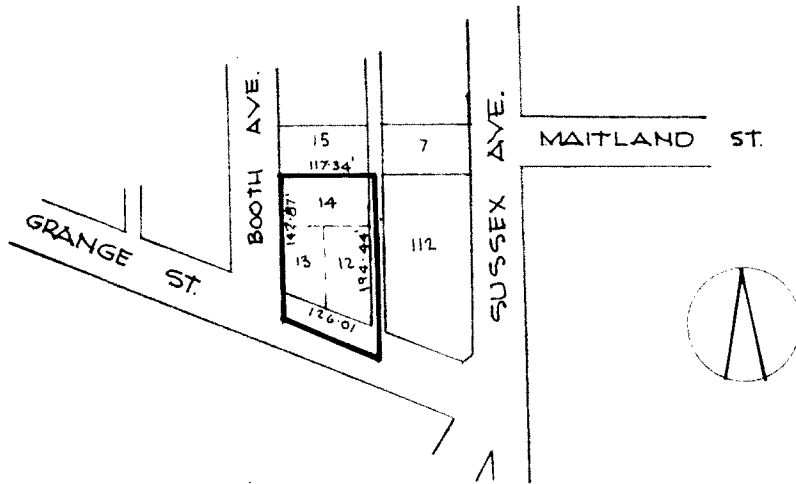 BOOTH AVE.
SUSSEX AVE.
MAITLAND ST.
GRANGE ST.
15
7
117.34'
14
142.87'
13
12
194.44'
112
126.01